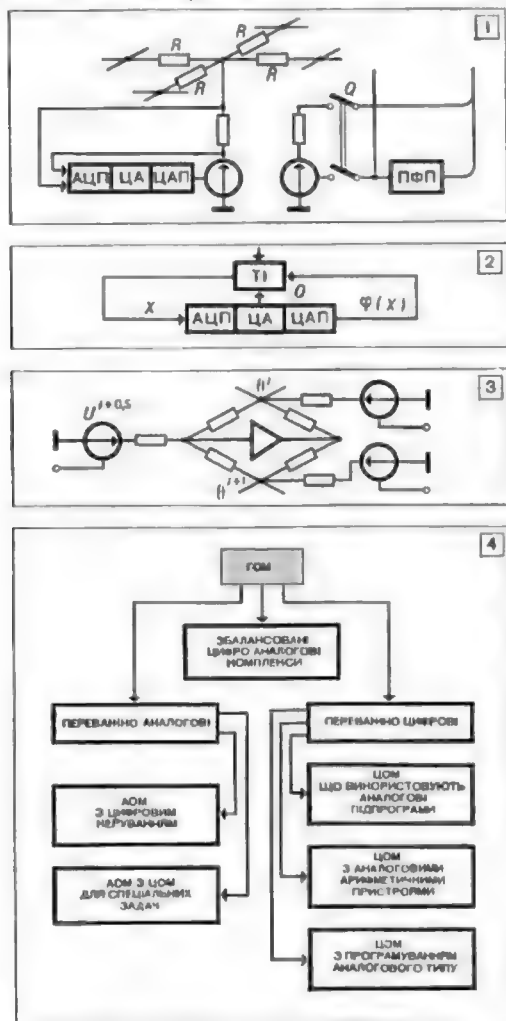 1
R
R
R
R
Q
АЦП ЦА ЦАП
ПФП
2
ТІ
X
Q
АЦП ЦА ЦАП
φ(X)
3
4
ГОМ
ЗБАЛАНСОВАНІ
ЦИФРО АНАЛОГОВІ
КОМПЛЕКСИ
ПЕРЕВАЖНО АНАЛОГОВІ
ПЕРЕВАЖНО ЦИФРОВІ
АОМ
З ЦИФРОВИМ
КЕРУВАННЯМ
ЦОМ
ЩО ВИКОРИСТОВУЮТЬ
АНАЛОГОВІ
ПІДПРОГРАМИ
АОМ З ЦОМ
ДЛЯ СПЕЦІАЛЬНИХ
ЗАДАЧ
ЦОМ
З АНАЛОГОВИМИ
АРИФМЕТИЧНИМИ
ПРИСТРОЯМИ
ЦОМ
З ПРОГРАМУВАННЯМ
АНАЛОГОВОГО ТИПУ